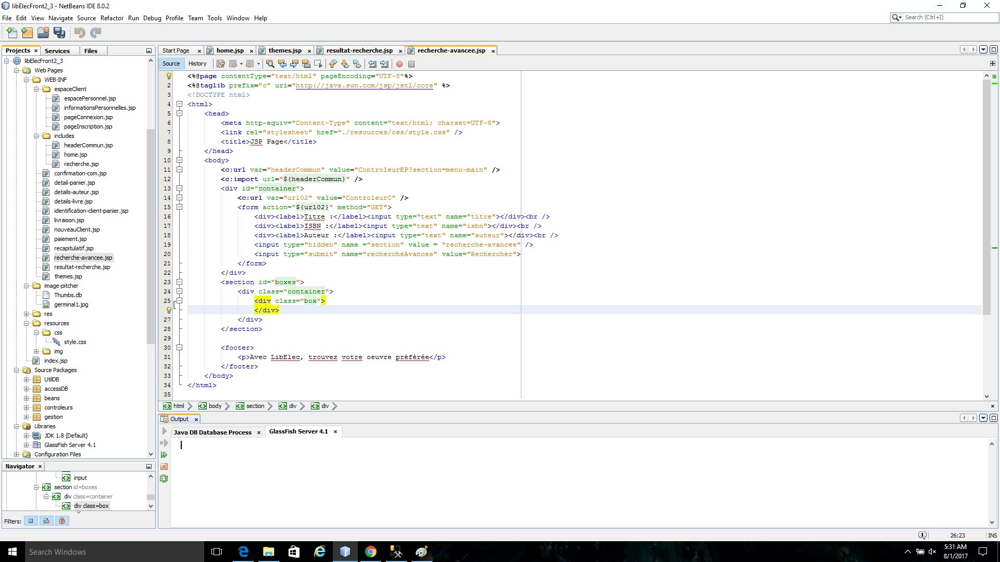 libElecFront2_3 - NetBeans IDE 8.0.2
File Edit View Navigate Source Refactor Run Debug Profile Team Tools Window Help
Search (Ctrl+I)
Projects Services Files
libElecFront2_3
Web Pages
WEB-INF
espaceClient
espacePersonnel.jsp
informationsPersonnelles.jsp
pageConnexion.jsp
pageInscription.jsp
includes
headerCommun.jsp
home.jsp
recherche.jsp
confirmation-com.jsp
detail-panier.jsp
details-auteur.jsp
details-livre.jsp
identification-client-panier.jsp
livraison.jsp
nouveauClient.jsp
paiement.jsp
recapitulatif.jsp
recherche-avancee.jsp
resultat-recherche.jsp
themes.jsp
image-pitcher
Thumbs.db
germinal1.jpg
res
resources
css
style.css
img
index.jsp
Source Packages
UtilDB
accessDB
beans
controleurs
gestion
Libraries
JDK 1.8 (Default)
GlassFish Server 4.1
Configuration Files
Navigator
input
section id=boxes
div class=container
div class=box
Filters:
Start Page home.jsp themes.jsp resultat-recherche.jsp recherche-avancee.jsp
Source History
<%@page contentType="text/html" pageEncoding="UTF-8"%>
2 <%@taglib prefix="c" uri="http://java.sun.com/jsp/jstl/core" %>
3 <!DOCTYPE html>
4 <html>
5 <head>
6 <meta http-equiv="Content-Type" content="text/html; charset=UTF-8">
7 <link rel="stylesheet" href="./resources/css/style.css" />
8 <title>JSP Page</title>
9 </head>
10 <body>
11 <c:url var="headerCommun" value="ControleurEP?section=menu-main" />
12 <c:import url="${headerCommun}" />
13 <div id="container">
14 <c:url var="url02" value="ControleurC" />
15 <form action="${url02}" method="GET">
16 <div><label>Titre :</label><input type="text" name="titre"></div><br />
17 <div><label>ISBN :</label><input type="text" name="isbn"></div><br />
18 <div><label>Auteur :</label><input type="text" name="auteur"></div><br />
19 <input type="hidden" name ="section" value = "recherche-avancee" />
20 <input type="submit" name="rechercheAvancee" value="Rechercher">
21 </form>
22 </div>
23 <section id="boxes">
24 <div class="container">
25 <div class="box">
</div>
27 </div>
28 </section>
29
30 <footer>
31 <p>Avec LibElec, trouvez votre oeuvre préférée</p>
32 </footer>
33 </body>
34 </html>
35
html body section div div
Output
Java DB Database Process GlassFish Server 4.1
1 26:23 INS
Search Windows
5:31 AM
8/1/2017